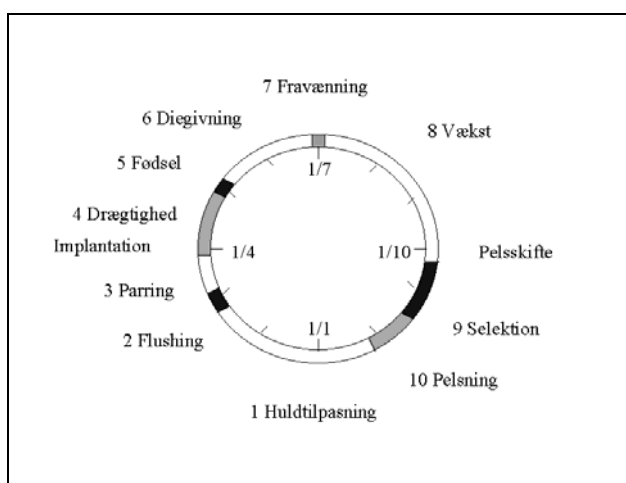 7 Fravænning
6 Diegivning
8 Vækst
5 Fødsel
1/7
4 Drægtighed
Implantation
1/4
1/10
Pelsskifte
3 Parring
2 Flushing
1/1
9 Selektion
10 Pelsning
1 Huldtilpasning